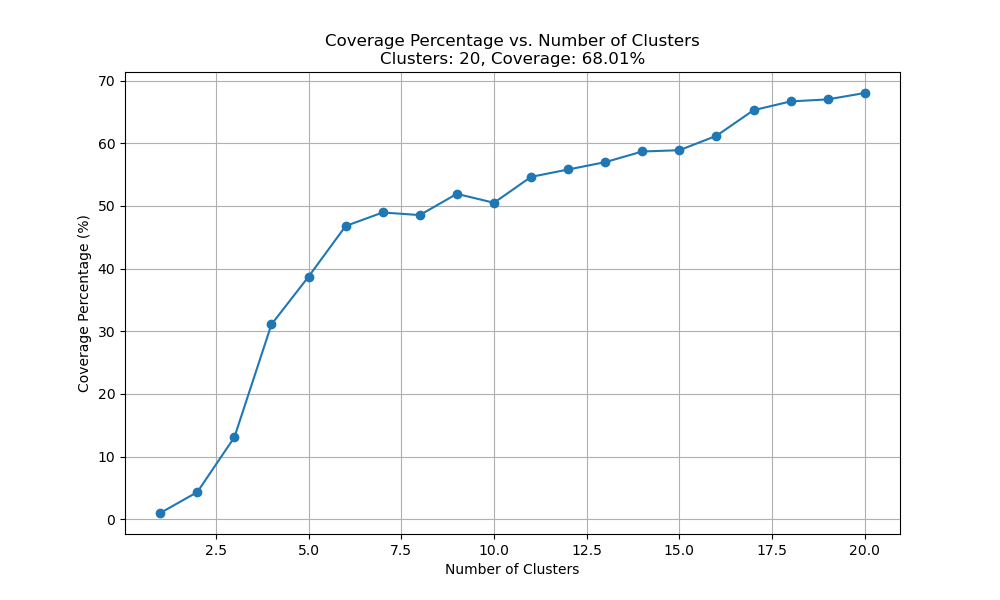 Coverage Percentage vs. Number of Clusters
Clusters: 20, Coverage: 68.01%
Coverage Percentage (%)
70
60
50
40
30
20
10
0
2.5 5.0 7.5 10.0 12.5 15.0 17.5 20.0
Number of Clusters